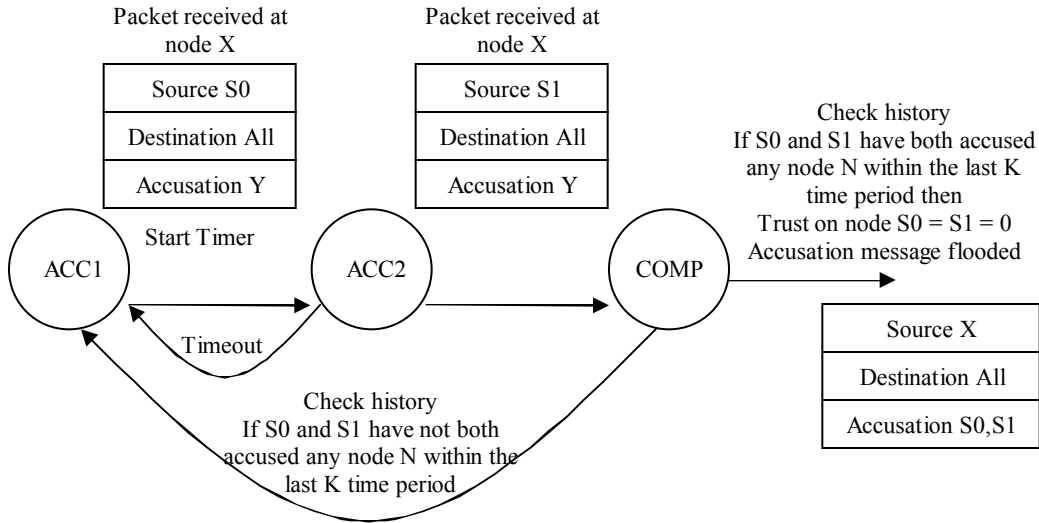 Packet received at
node X
Source S0
Destination All
Accusation Y
Packet received at
node X
Source S1
Destination All
Accusation Y
Check history
If S0 and S1 have both accused
any node N within the last K
time period then
Trust on node S0 = S1 = 0
Accusation message flooded
ACC1
Start Timer
ACC2
COMP
Timeout
Source X
Destination All
Accusation S0,S1
Check history
If S0 and S1 have not both
accused any node N within the
last K time period